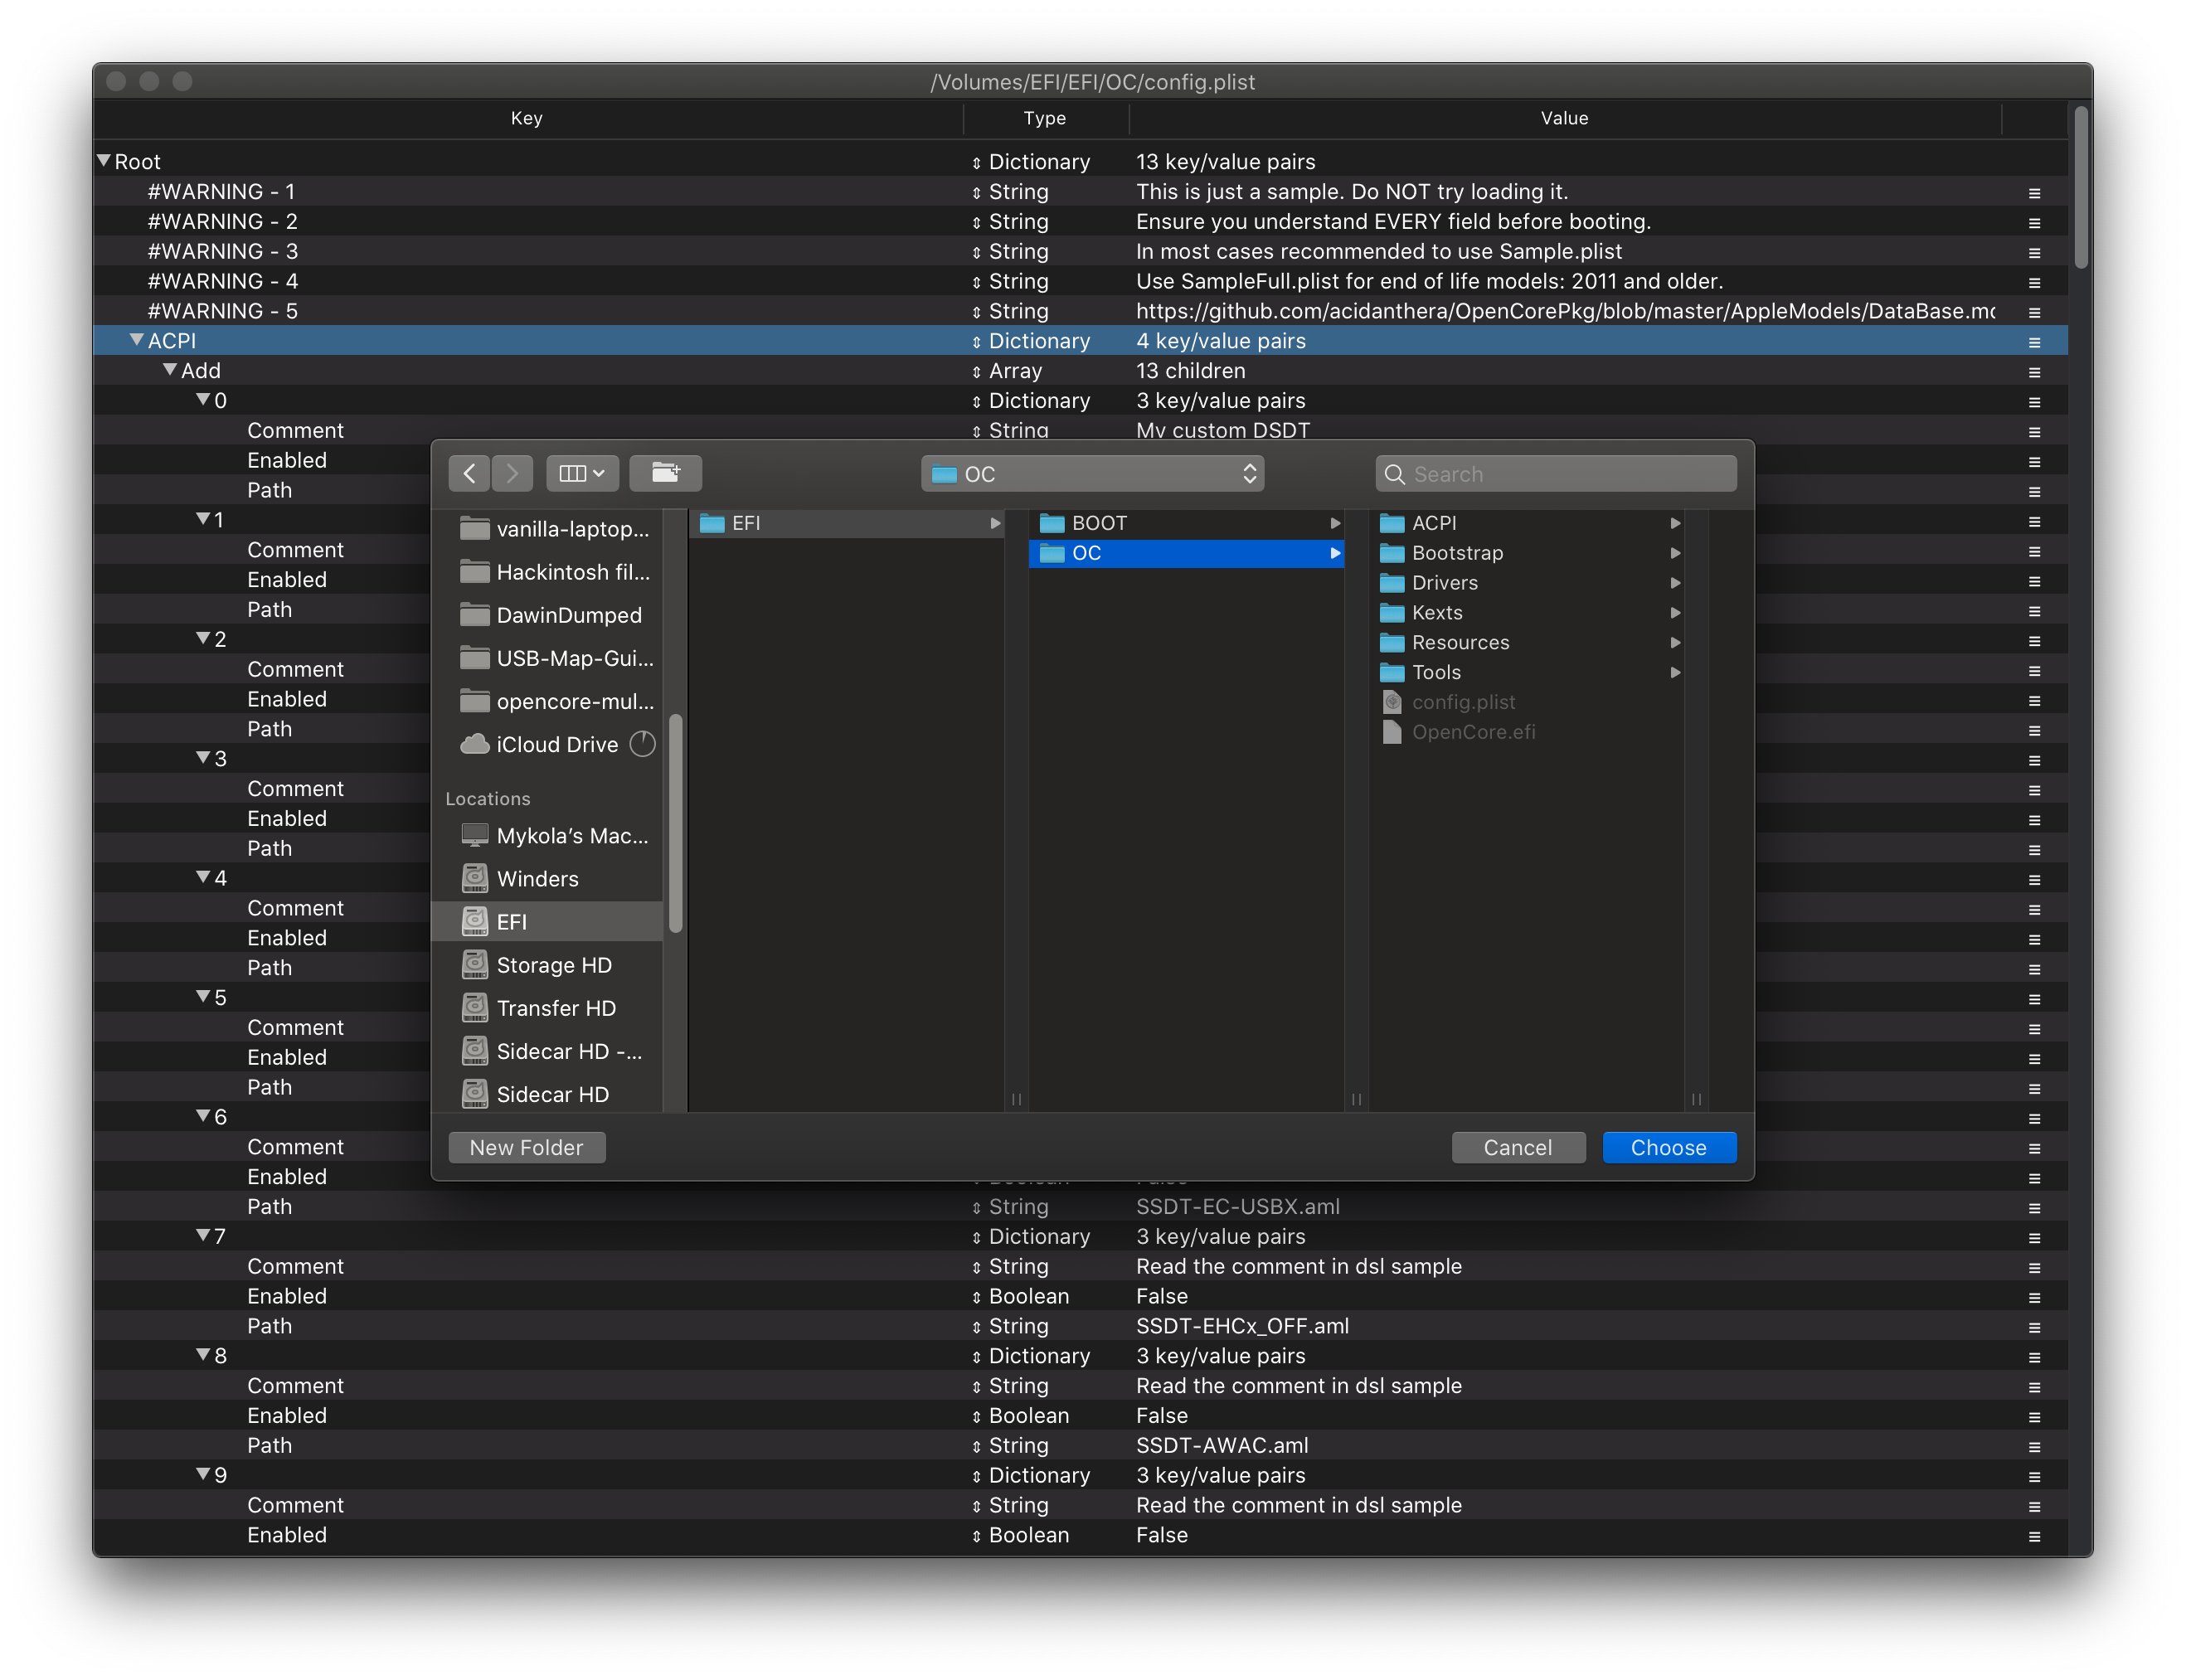 /Volumes/EFI/EFI/OC/config.plist
Key Type Value
Root Dictionary 13 key/value pairs
#WARNING - 1 String This is just a sample. Do NOT try loading it.
#WARNING - 2 String Ensure you understand EVERY field before booting.
#WARNING - 3 String In most cases recommended to use Sample.plist
#WARNING - 4 String Use SampleFull.plist for end of life models: 2011 and older.
#WARNING - 5 String https://github.com/acidanthera/OpenCorePkg/blob/master/AppleModels/DataBase.mc
ACPI Dictionary 4 key/value pairs
Add Array 13 children
0 Dictionary 3 key/value pairs
Comment String My custom DSDT
Enabled
Path
1
Comment
Enabled
Path
2
Comment
Enabled
Path
3
Comment
Enabled
Path
4
Comment
Enabled
Path
5
Comment
Enabled
Path
6
Comment
Enabled
Path String SSDT-EC-USBX.aml
7 Dictionary 3 key/value pairs
Comment String Read the comment in dsl sample
Enabled Boolean False
Path String SSDT-EHCx_OFF.aml
8 Dictionary 3 key/value pairs
Comment String Read the comment in dsl sample
Enabled Boolean False
Path String SSDT-AWAC.aml
9 Dictionary 3 key/value pairs
Comment String Read the comment in dsl sample
Enabled Boolean False
OC
Search
vanilla-laptop...
Hackintosh fil...
DawinDumped
USB-Map-Gui...
opencore-mul...
iCloud Drive
Locations
Mykola’s Mac...
Winders
EFI
Storage HD
Transfer HD
Sidecar HD -...
Sidecar HD
EFI
BOOT
OC
ACPI
Bootstrap
Drivers
Kexts
Resources
Tools
config.plist
OpenCore.efi
New Folder
Cancel
Choose